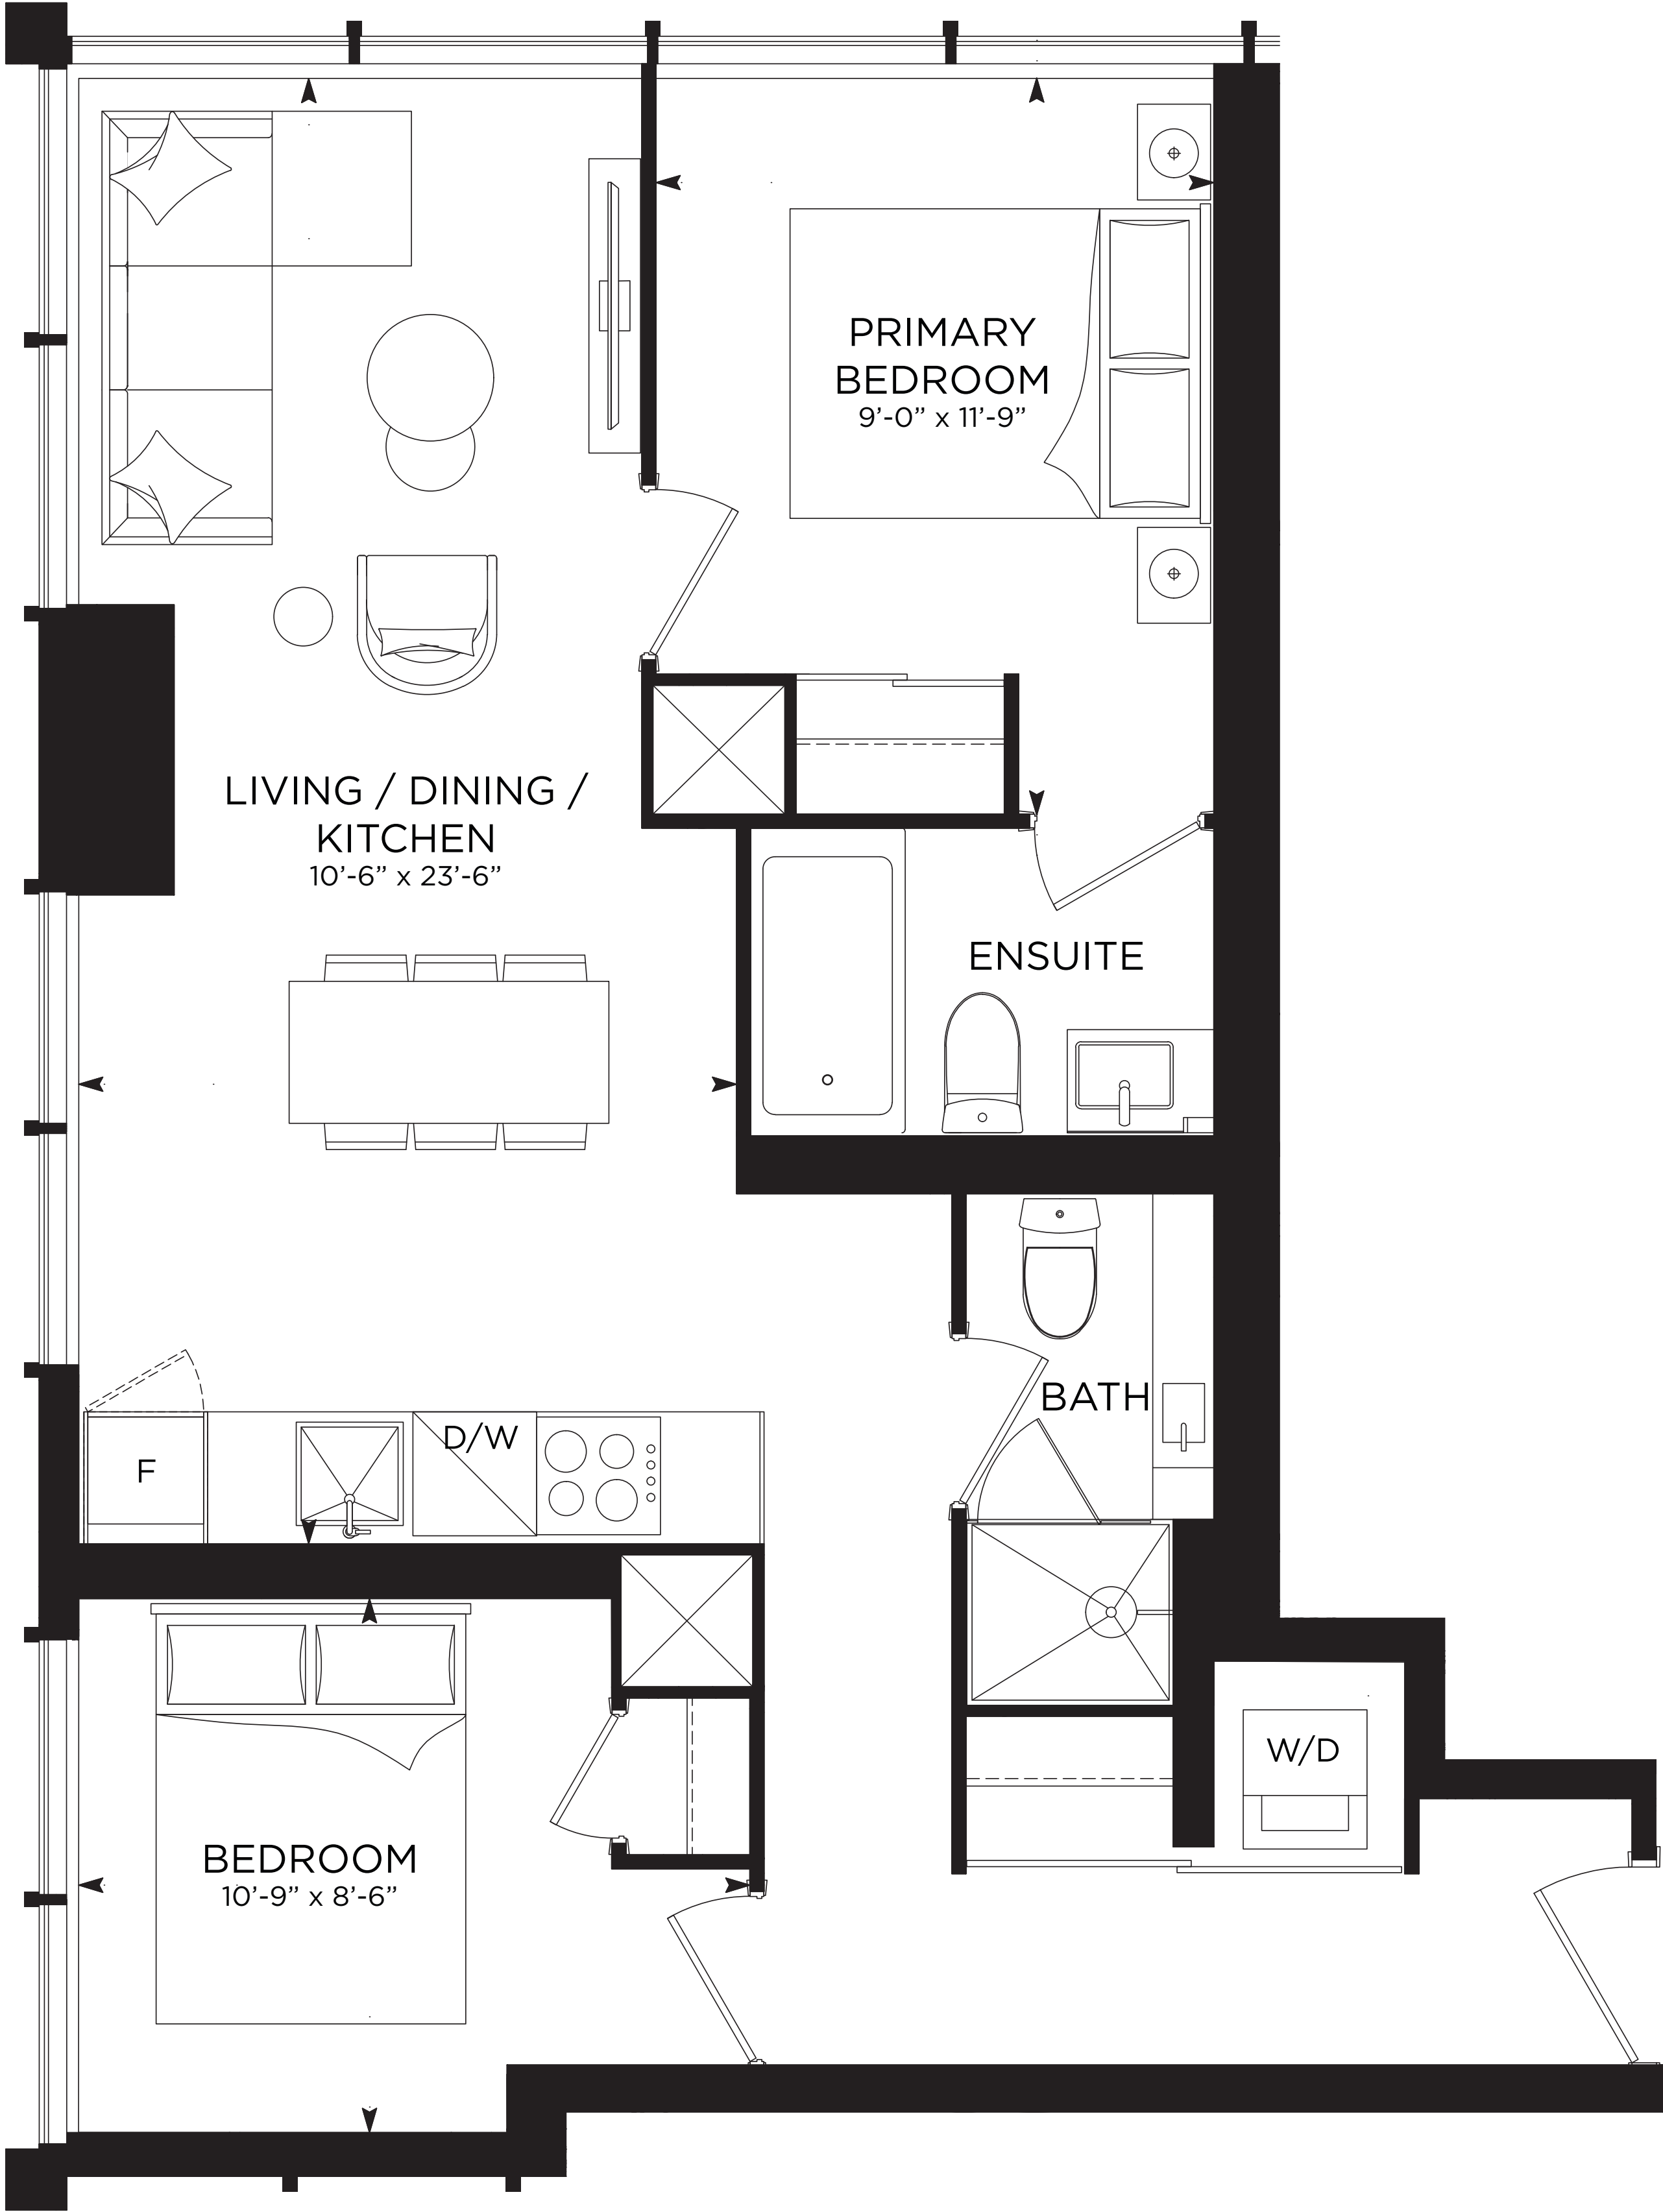 PRIMARY
BEDROOM
9’-0” x 11’-9”
LIVING / DINING /
KITCHEN
10’-6” x 23’-6”
ENSUITE
BATH
D/W
F
W/D
BEDROOM
10’-9” x 8’-6”